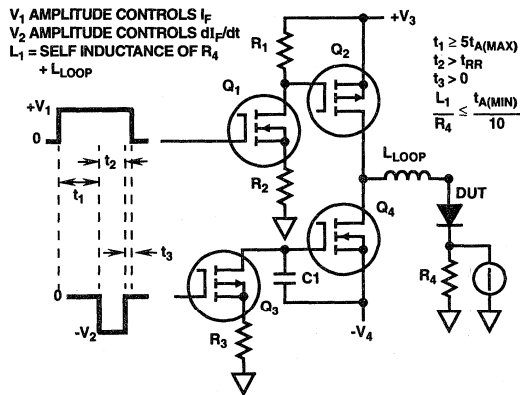 V1 AMPLITUDE CONTROLS IF
V2 AMPLITUDE CONTROLS dIF/dt
L1 = SELF INDUCTANCE OF R4
+ LLOOP
+V3
R1
Q2
t1 ≥ 5tA(MAX)
t2 > tRR
t3 > 0
L1/R4 ≤ tA(MIN)/10
Q1
+V1
0
t2
t1
R2
LLOOP
DUT
Q4
t3
0
C1
R4
-V2
Q3
R3
-V4